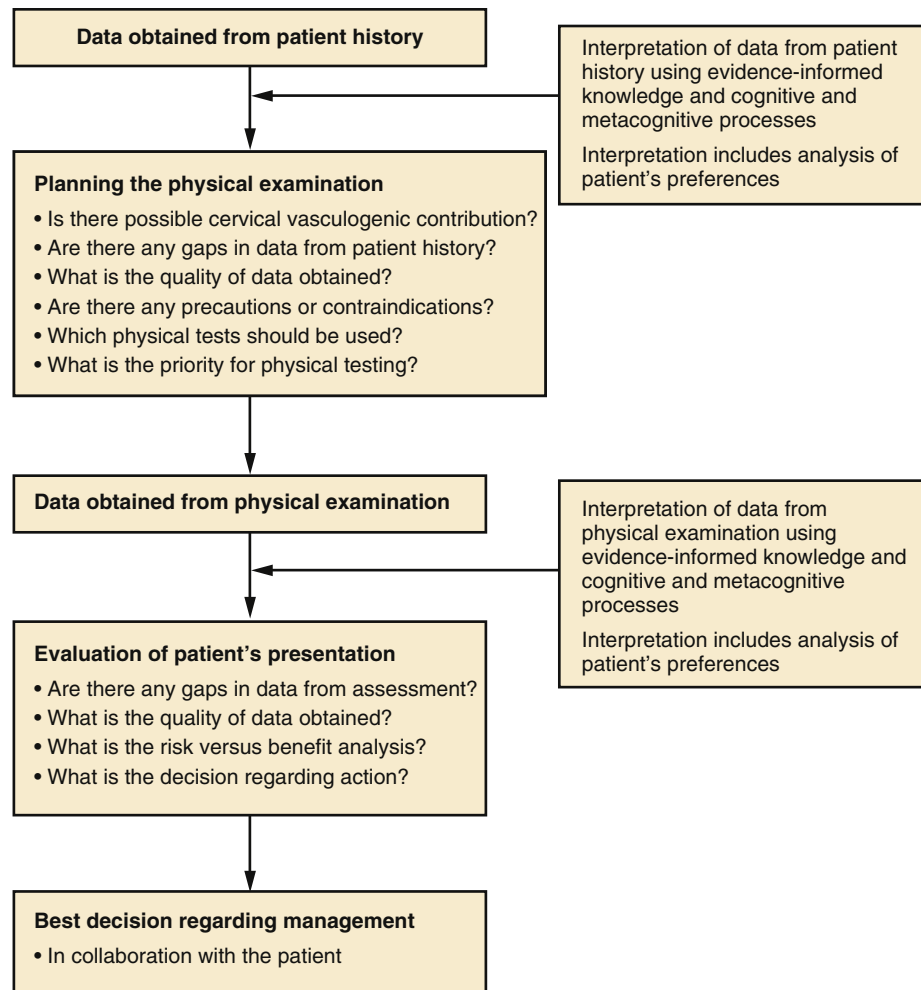 Data obtained from patient history
Interpretation of data from patient
history using evidence-informed
knowledge and cognitive and
metacognitive processes
Interpretation includes analysis of
patient's preferences
Planning the physical examination
• Is there possible cervical vasculogenic contribution?
• Are there any gaps in data from patient history?
• What is the quality of data obtained?
• Are there any precautions or contraindications?
• Which physical tests should be used?
• What is the priority for physical testing?
Data obtained from physical examination
Interpretation of data from
physical examination using
evidence-informed knowledge and
cognitive and metacognitive
processes
Interpretation includes analysis of
patient's preferences
Evaluation of patient's presentation
• Are there any gaps in data from assessment?
• What is the quality of data obtained?
• What is the risk versus benefit analysis?
• What is the decision regarding action?
Best decision regarding management
• In collaboration with the patient